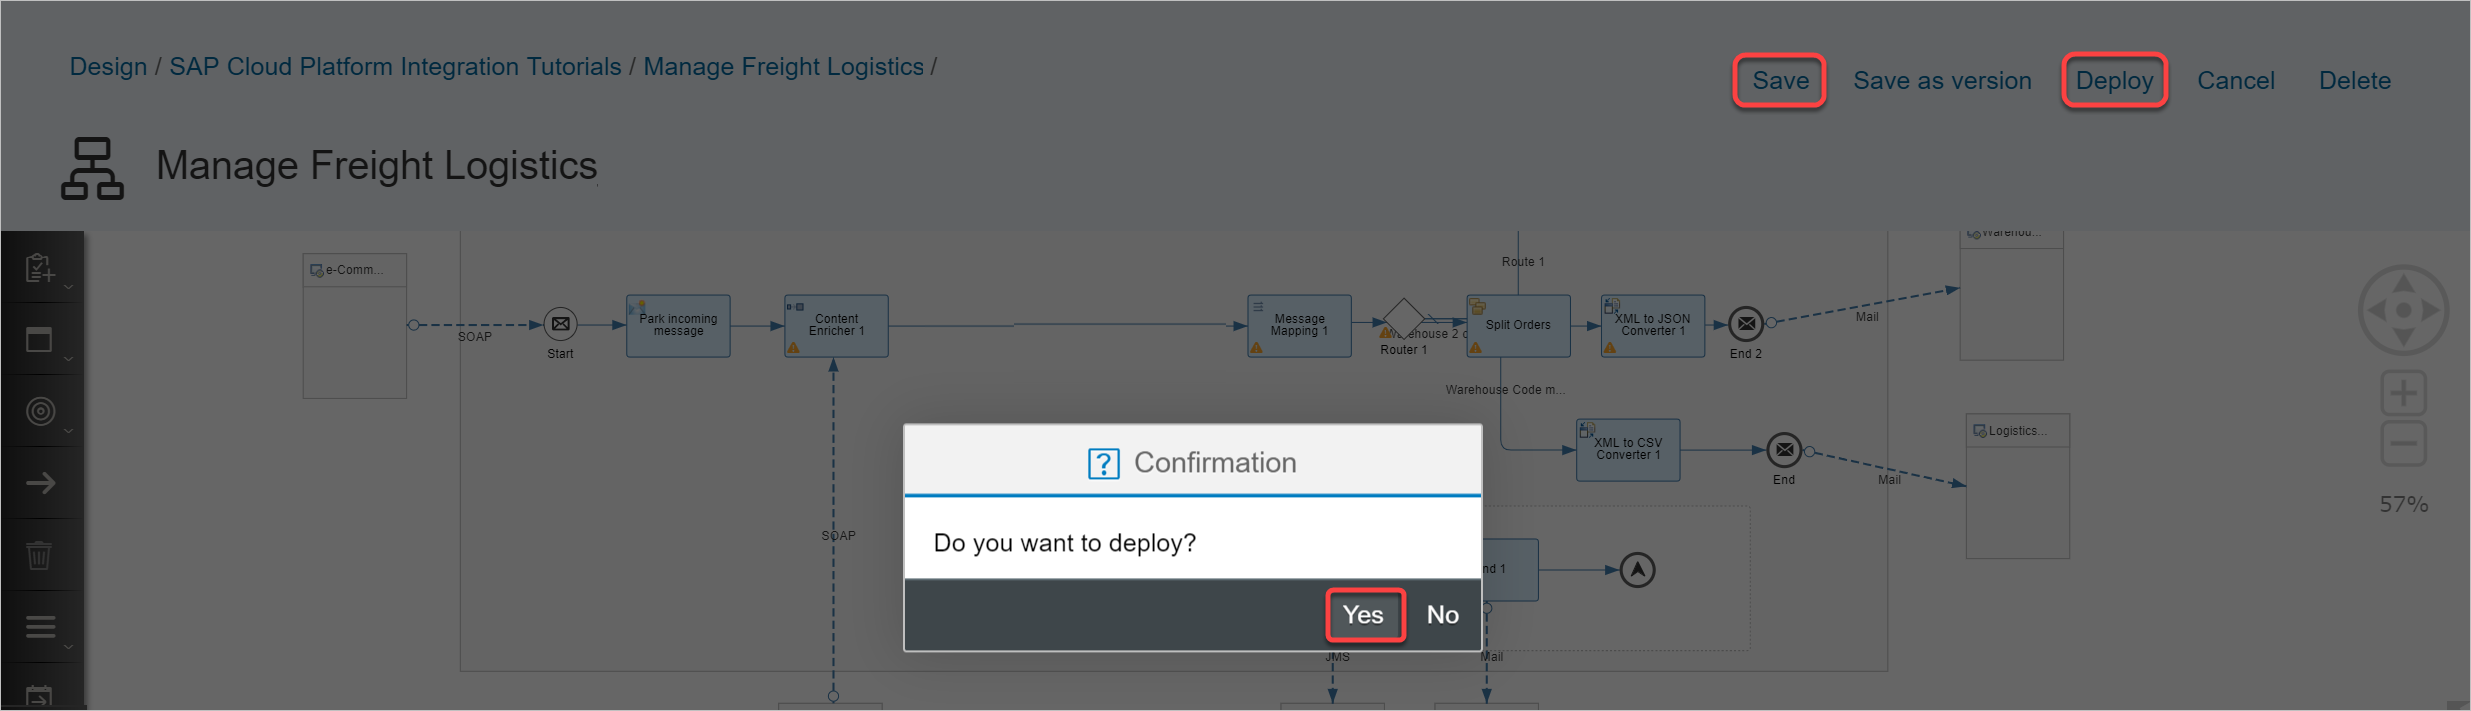 Design / SAP Cloud Platform Integration Tutorials / Manage Freight Logistics /
Save
Save as version
Deploy
Cancel
Delete
Manage Freight Logistics
e-Comm...
SOAP
Start
Park incoming
message
Content
Enricher 1
Message
Mapping 1
Router 1
Route 1
Split Orders
Warehouse Code m...
XML to JSON
Converter 1
End 2
Mail
Warehou...
XML to CSV
Converter 1
End
Mail
Logistics...
57%
SOAP
Confirmation
Do you want to deploy?
Yes
No
nd 1
JMS
Mail